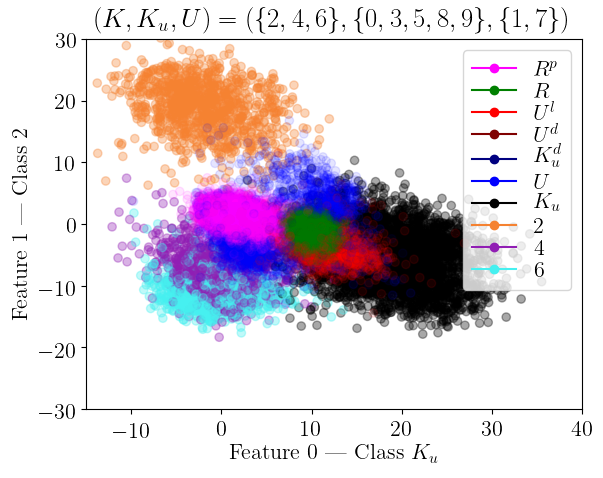 (K, K_u, U) = ({2, 4, 6}, {0, 3, 5, 8, 9}, {1, 7})
30
20
10
0
−10
−20
−30
Feature 1 — Class 2
R^p
R
U^l
U^d
K_u^d
U
K_u
2
4
6
−10
0
10
20
30
40
Feature 0 — Class K_u